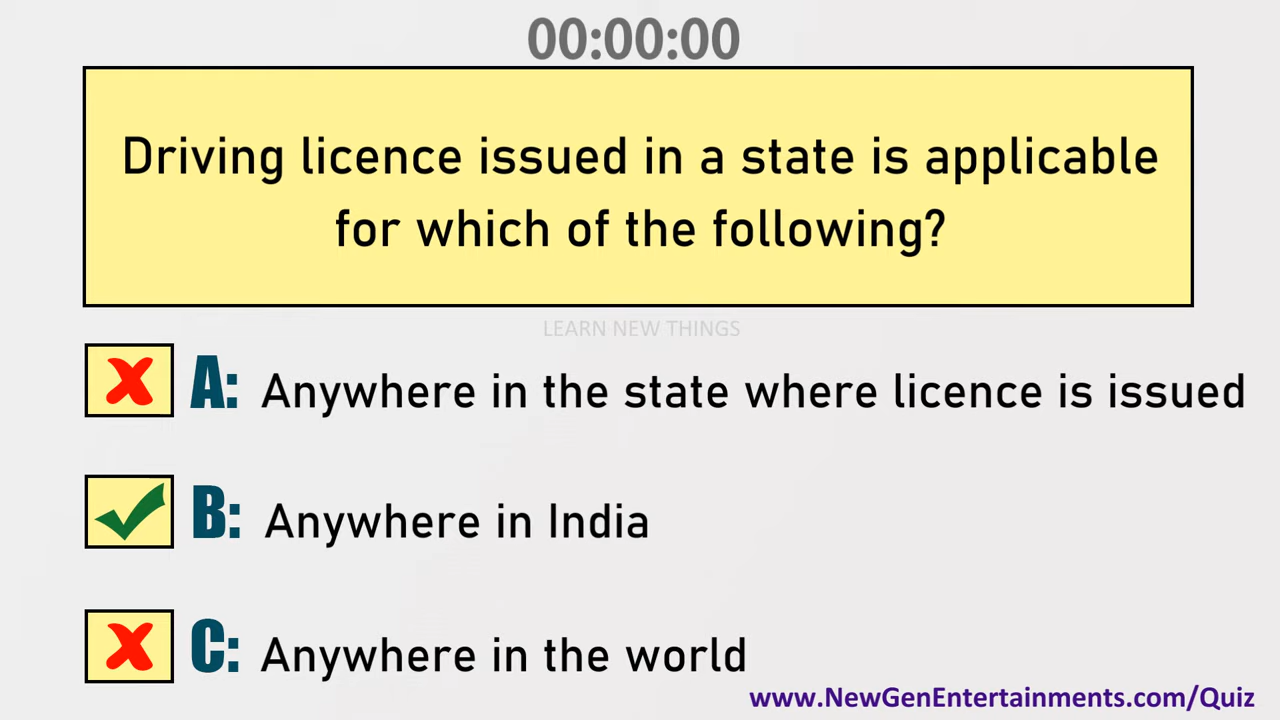 00:00:00
Driving licence issued in a state is applicable
for which of the following?
LEARN NEW THINGS
A: Anywhere in the state where licence is issued
B: Anywhere in India
C: Anywhere in the world
www.NewGenEntertainments.com/Quiz